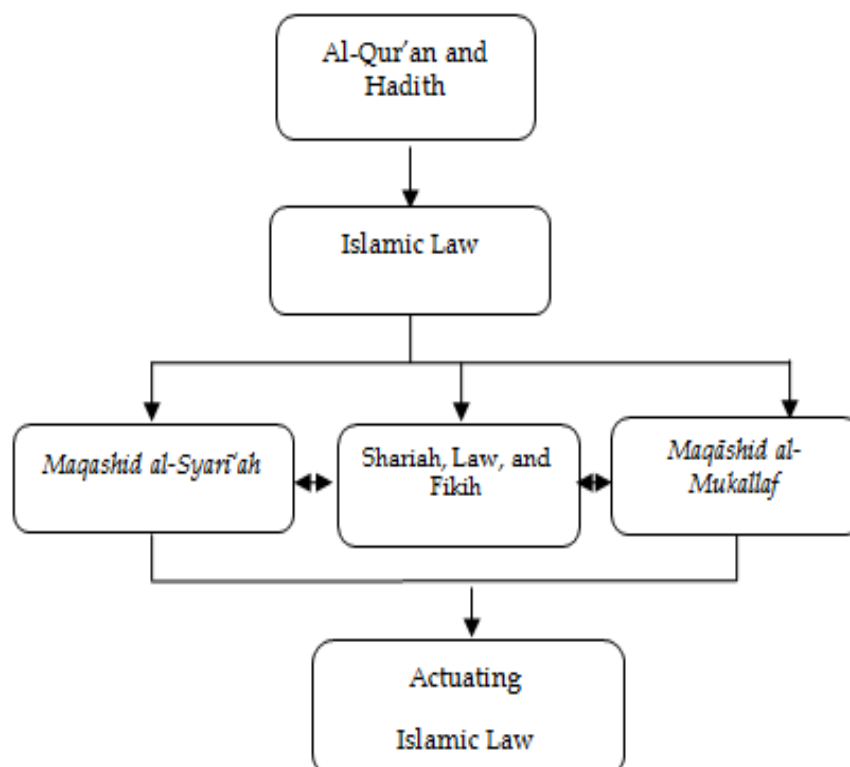 Al-Qur’an and
Hadith
Islamic Law
Maqashid al-Syarī‘ah
Shariah, Law, and
Fikih
Maqāshid al-
Mukallaf
Actuating
Islamic Law